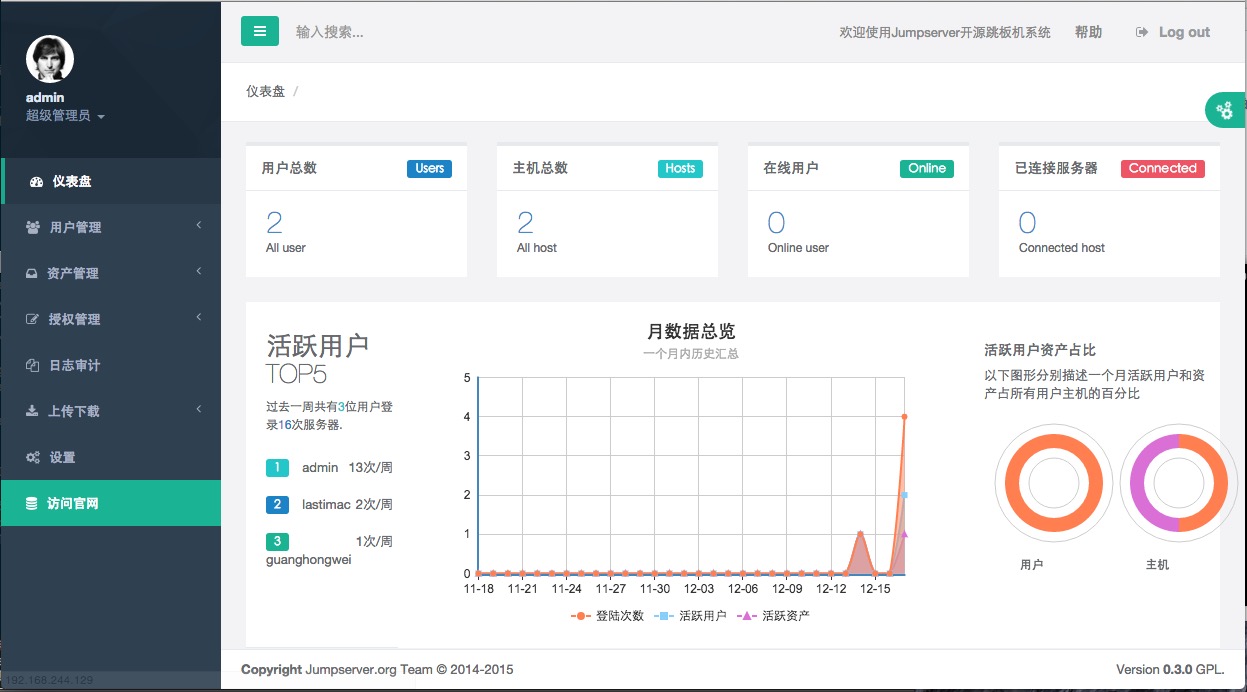 admin
超级管理员
仪表盘
用户管理
资产管理
授权管理
日志审计
上传下载
设置
访问官网
192.168.244.129
输入搜索...
欢迎使用Jumpserver开源跳板机系统 帮助 Log out
仪表盘 /
用户总数 Users
2
All user
主机总数 Hosts
2
All host
在线用户 Online
0
Online user
已连接服务器 Connected
0
Connected host
活跃用户
TOP5
过去一周共有3位用户登
录16次服务器.
1 admin 13次/周
2 lastimac 2次/周
3 1次/周
guanghongwei
月数据总览
一个月内历史汇总
5
4
3
2
1
0
11-18 11-21 11-24 11-27 11-30 12-03 12-06 12-09 12-12 12-15
登陆次数 活跃用户 活跃资产
活跃用户资产占比
以下图形分别描述一个月活跃用户和资
产占所有用户主机的百分比
用户 主机
Copyright Jumpserver.org Team © 2014-2015
Version 0.3.0 GPL.